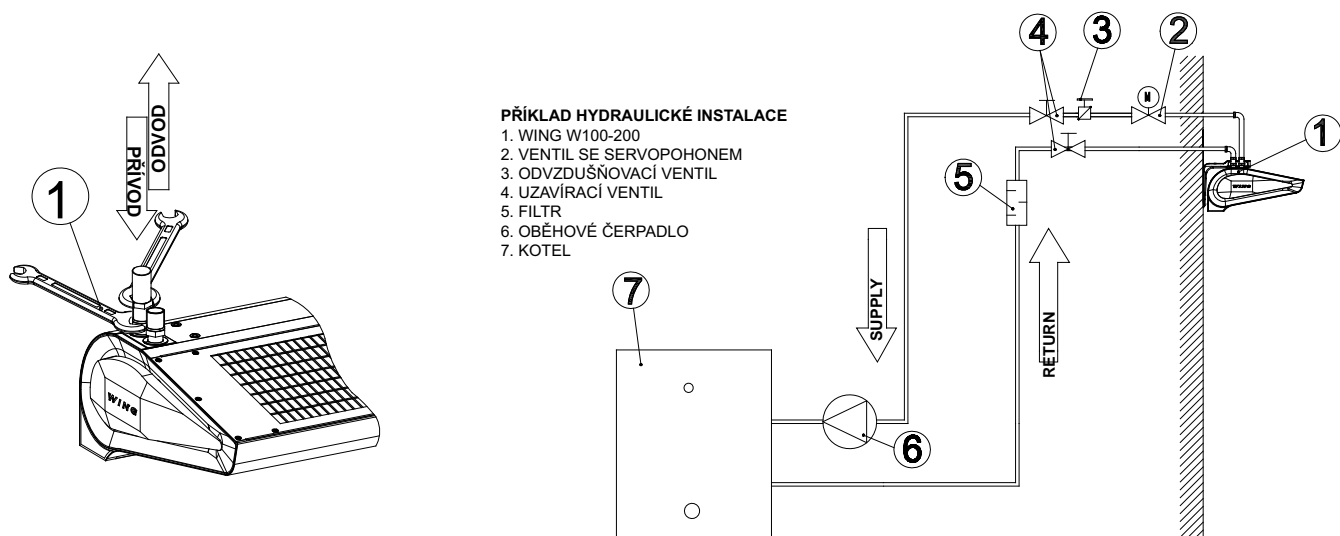 ODVOD
PŘÍVOD
1
WING
PŘÍKLAD HYDRAULICKÉ INSTALACE
1. WING W100-200
2. VENTIL SE SERVOPOHONEM
3. ODVZDUŠŇOVACÍ VENTIL
4. UZAVÍRACÍ VENTIL
5. FILTR
6. OBĚHOVÉ ČERPADLO
7. KOTEL
4
3
2
M
1
WING
5
SUPPLY
RETURN
7
6